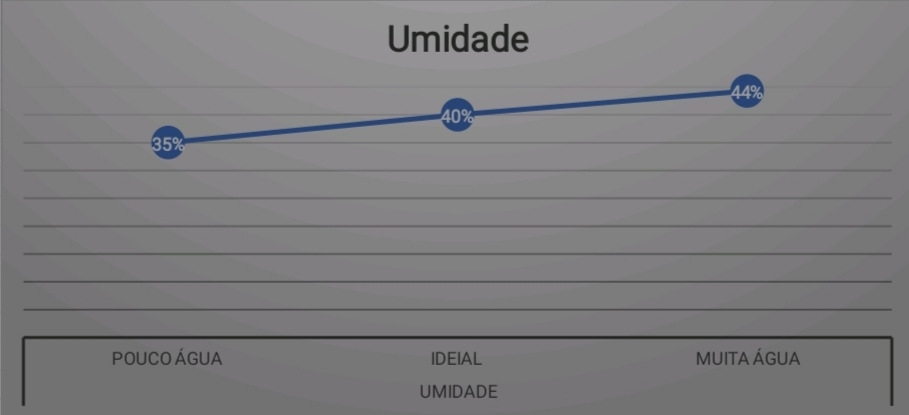 Umidade
35%
40%
44%
POUCO ÁGUA
IDEIAL
MUITA ÁGUA
UMIDADE